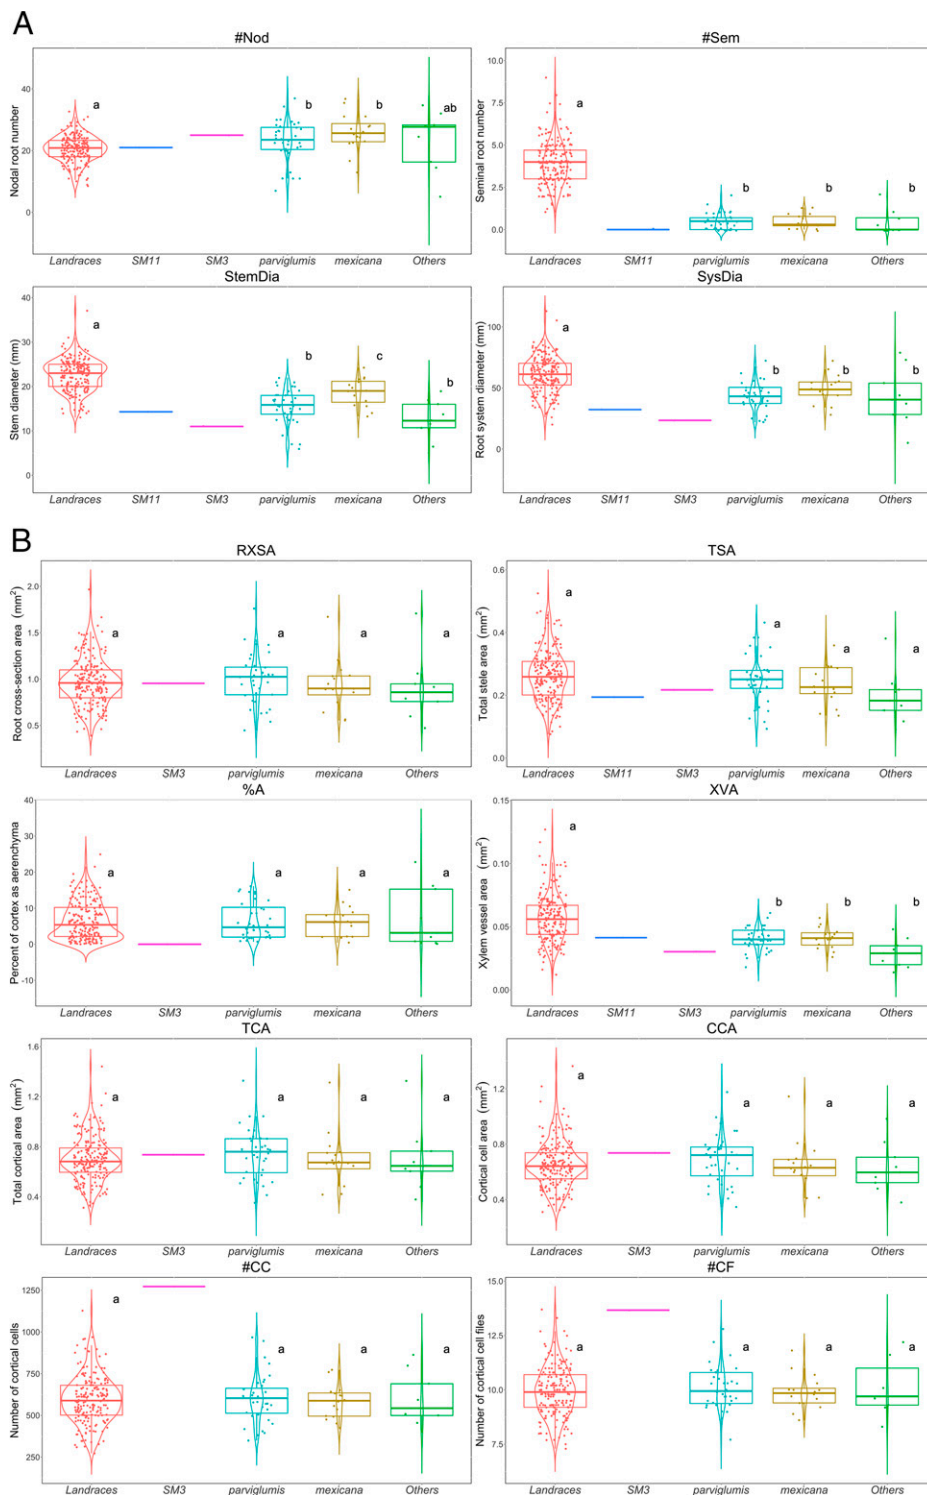 A
#Nod
Nodal root number
40
20
0
a
b
b
ab
Landraces SM11 SM3 parviglumis mexicana Others
#Sem
Seminal root number
10.0
7.5
5.0
2.5
0.0
a
b
b
b
Landraces SM11 SM3 parviglumis mexicana Others
StemDia
Stem diameter (mm)
40
30
20
10
0
a
b
c
b
Landraces SM11 SM3 parviglumis mexicana Others
SysDia
Root system diameter (mm)
100
50
0
a
b
b
b
Landraces SM11 SM3 parviglumis mexicana Others
B
RXSA
Root cross-section area (mm²)
2.0
1.5
1.0
0.5
a
a
a
a
Landraces SM3 parviglumis mexicana Others
TSA
Total stele area (mm²)
0.6
0.4
0.2
0.0
a
a
a
a
Landraces SM11 SM3 parviglumis mexicana Others
%A
Percent of cortex as aerenchyma
40
30
20
10
0
-10
a
a
a
a
Landraces SM3 parviglumis mexicana Others
XVA
Xylem vessel area (mm²)
0.15
0.10
0.05
0.00
a
b
b
b
Landraces SM11 SM3 parviglumis mexicana Others
TCA
Total cortical area (mm²)
1.6
1.2
0.8
0.4
a
a
a
a
Landraces SM3 parviglumis mexicana Others
CCA
Cortical cell area (mm²)
1.2
0.8
0.4
a
a
a
a
Landraces SM3 parviglumis mexicana Others
#CC
Number of cortical cells
1250
1000
750
500
250
a
a
a
a
Landraces SM3 parviglumis mexicana Others
#CF
Number of cortical cell files
15.0
12.5
10.0
7.5
a
a
a
a
Landraces SM3 parviglumis mexicana Others